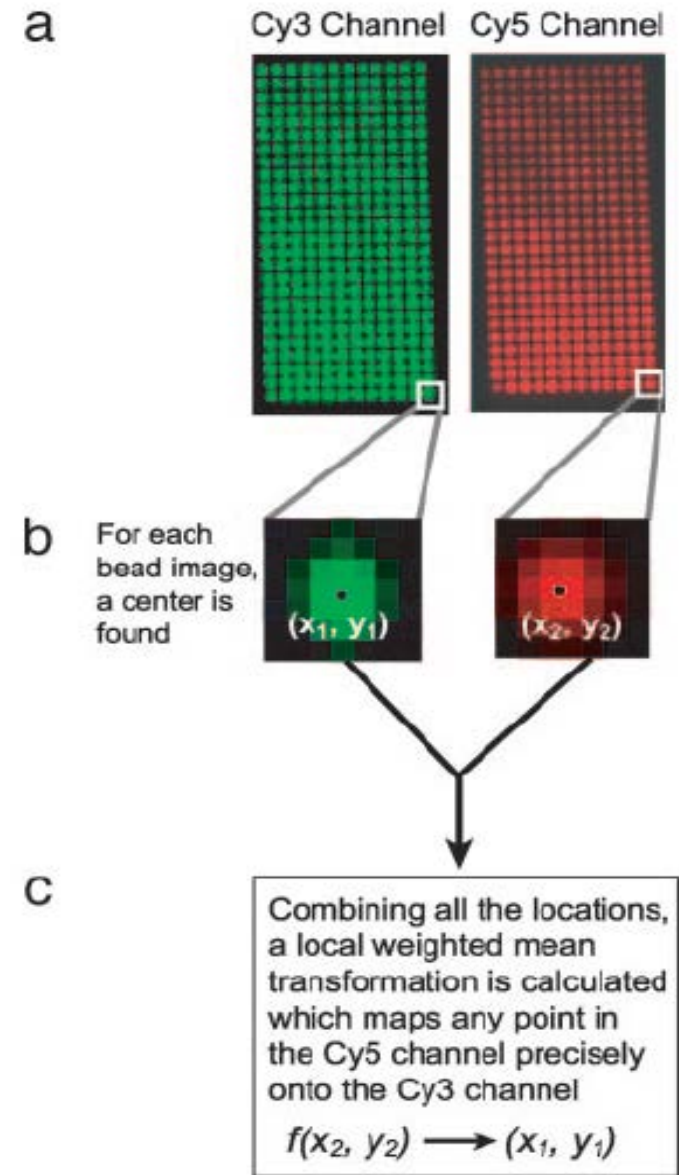 a
Cy3 Channel Cy5 Channel
b
For each
bead image,
a center is
found
(x₁, y₁) (x₂, y₂)
c
Combining all the locations,
a local weighted mean
transformation is calculated
which maps any point in
the Cy5 channel precisely
onto the Cy3 channel
f(x₂, y₂) ⟶ (x₁, y₁)